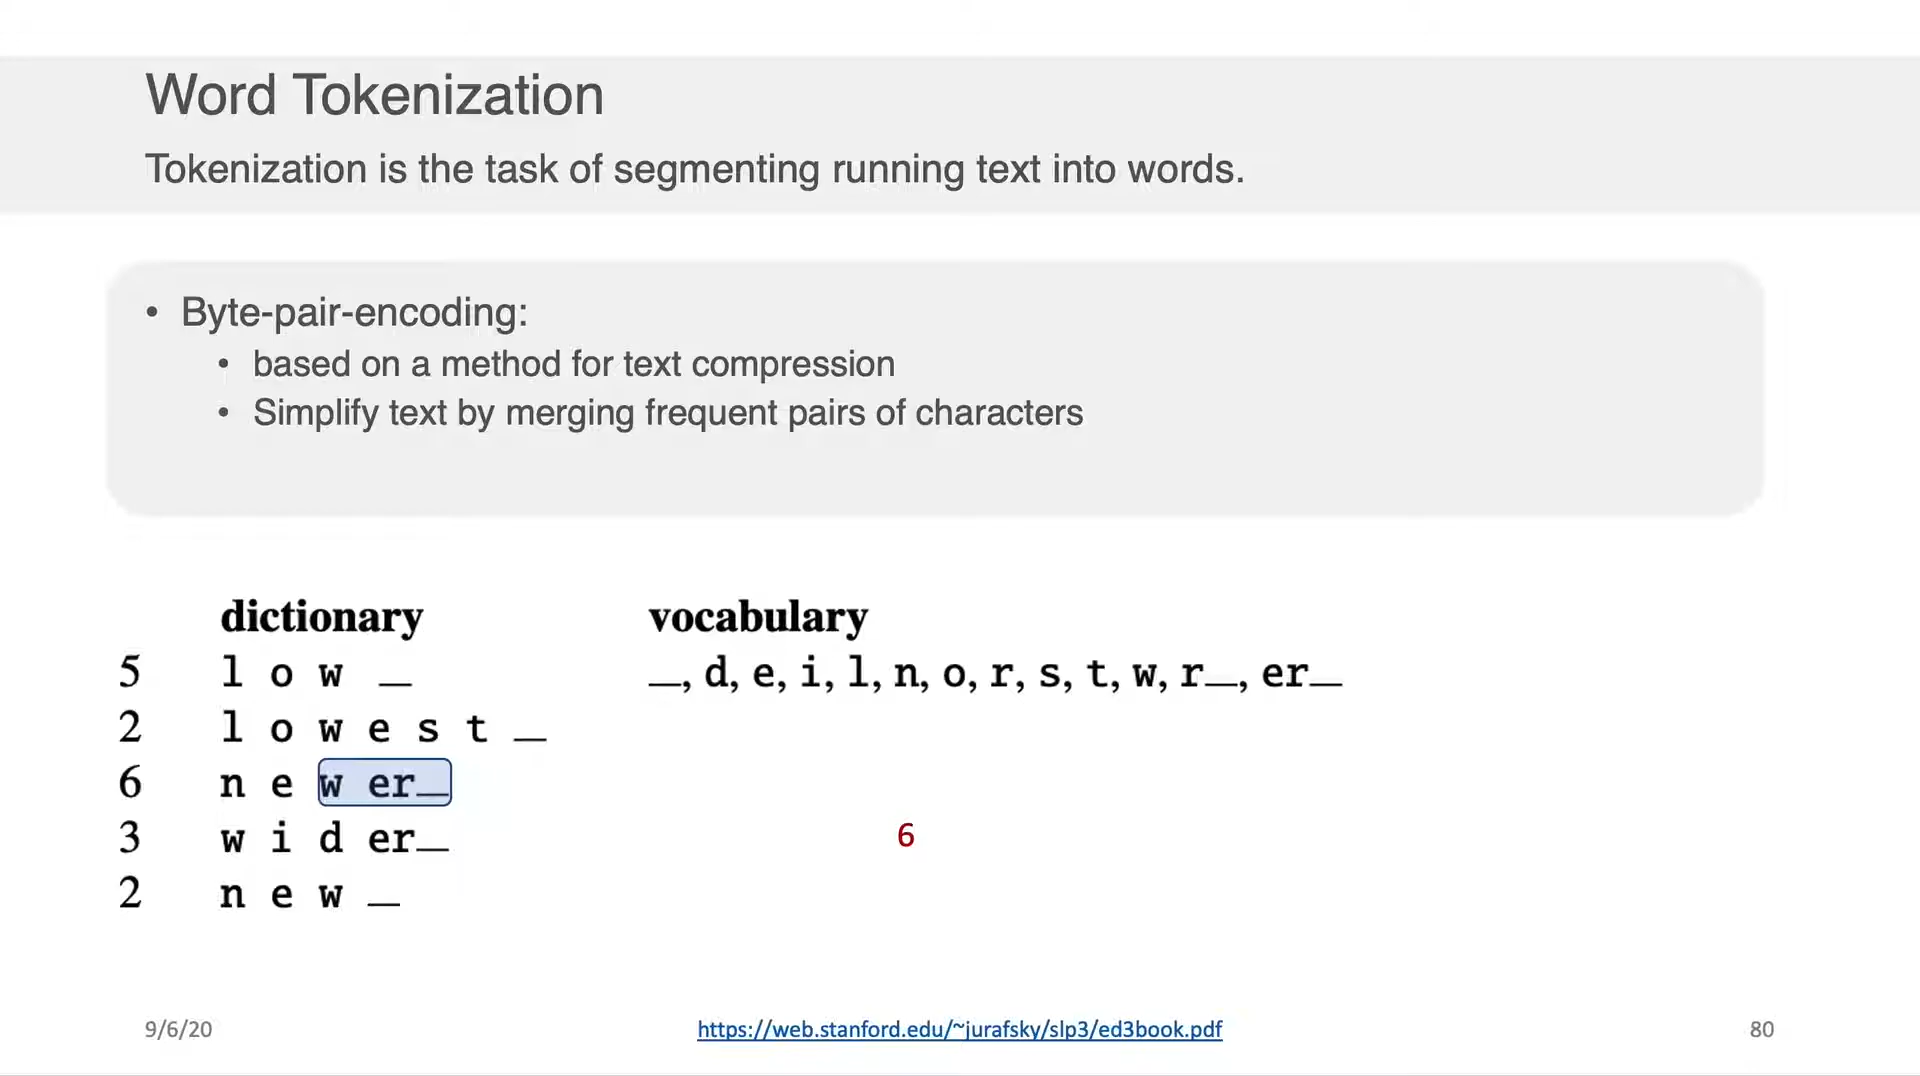 Word Tokenization
Tokenization is the task of segmenting running text into words.
• Byte-pair-encoding:
• based on a method for text compression
• Simplify text by merging frequent pairs of characters
dictionary vocabulary
5 l o w _ _, d, e, i, l, n, o, r, s, t, w, r_, er_
2 l o w e s t _
6 n e w er_
3 w i d er_
6
2 n e w _
9/6/20 https://web.stanford.edu/~jurafsky/slp3/ed3book.pdf 80